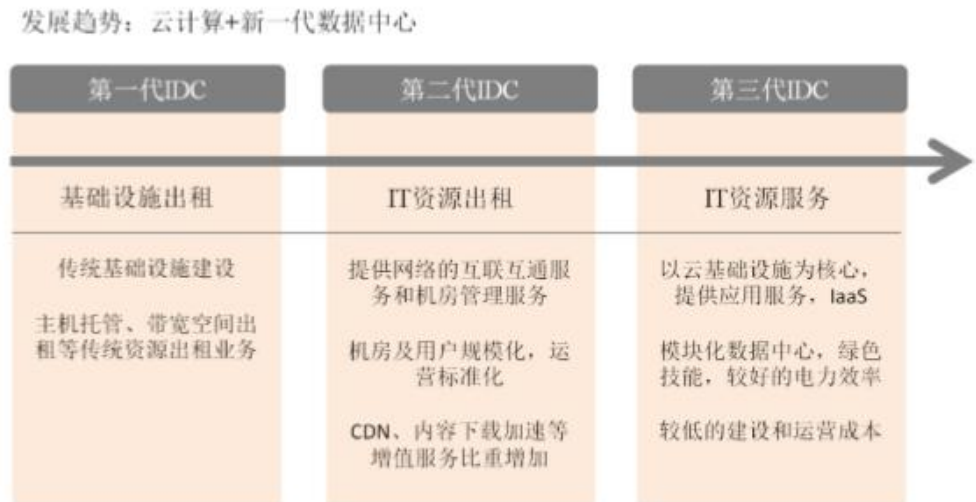 发展趋势：云计算+新一代数据中心
第一代IDC
第二代IDC
第三代IDC
基础设施出租
IT资源出租
IT资源服务
传统基础设施建设
主机托管、带宽空间出
租等传统资源出租业务
提供网络的互联互通服
务和机房管理服务
机房及用户规模化，运
营标准化
CDN、内容下载加速等
增值服务比重增加
以云基础设施为核心，
提供应用服务，IaaS
模块化数据中心，绿色
技能，较好的电力效率
较低的建设和运营成本